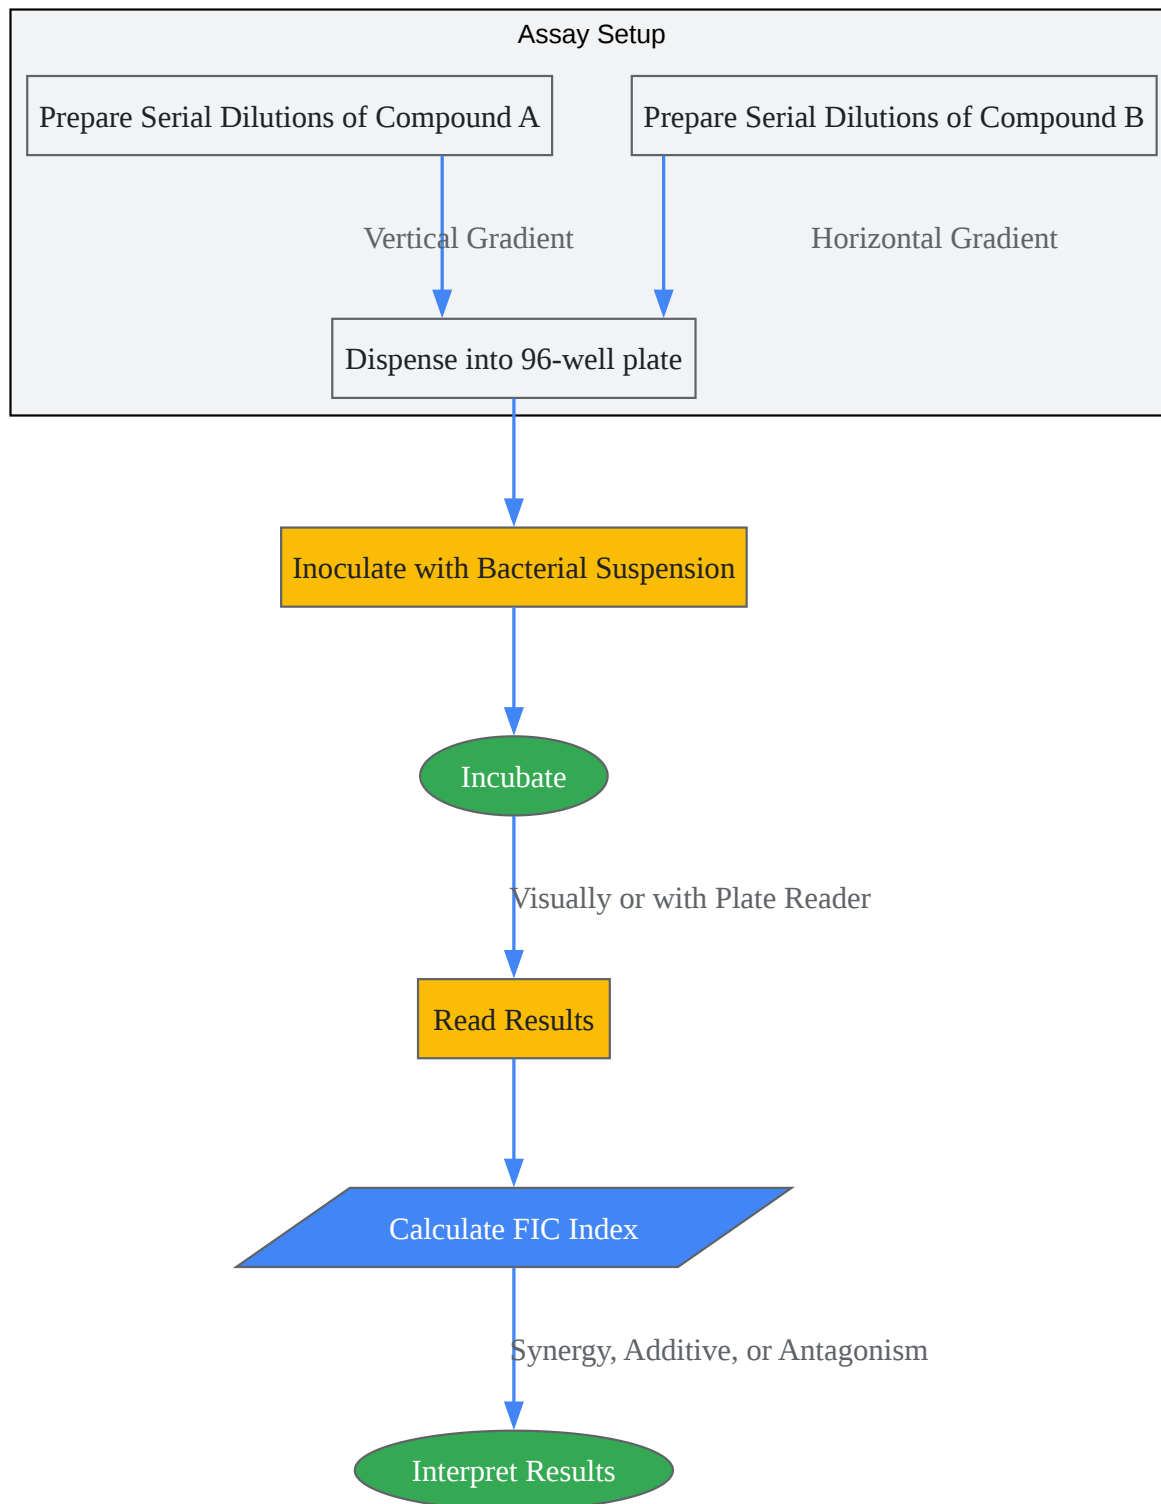 Assay Setup
Prepare Serial Dilutions of Compound A
Prepare Serial Dilutions of Compound B
Vertical Gradient
Horizontal Gradient
Dispense into 96-well plate
Inoculate with Bacterial Suspension
Incubate
Visually or with Plate Reader
Read Results
Calculate FIC Index
Synergy, Additive, or Antagonism
Interpret Results